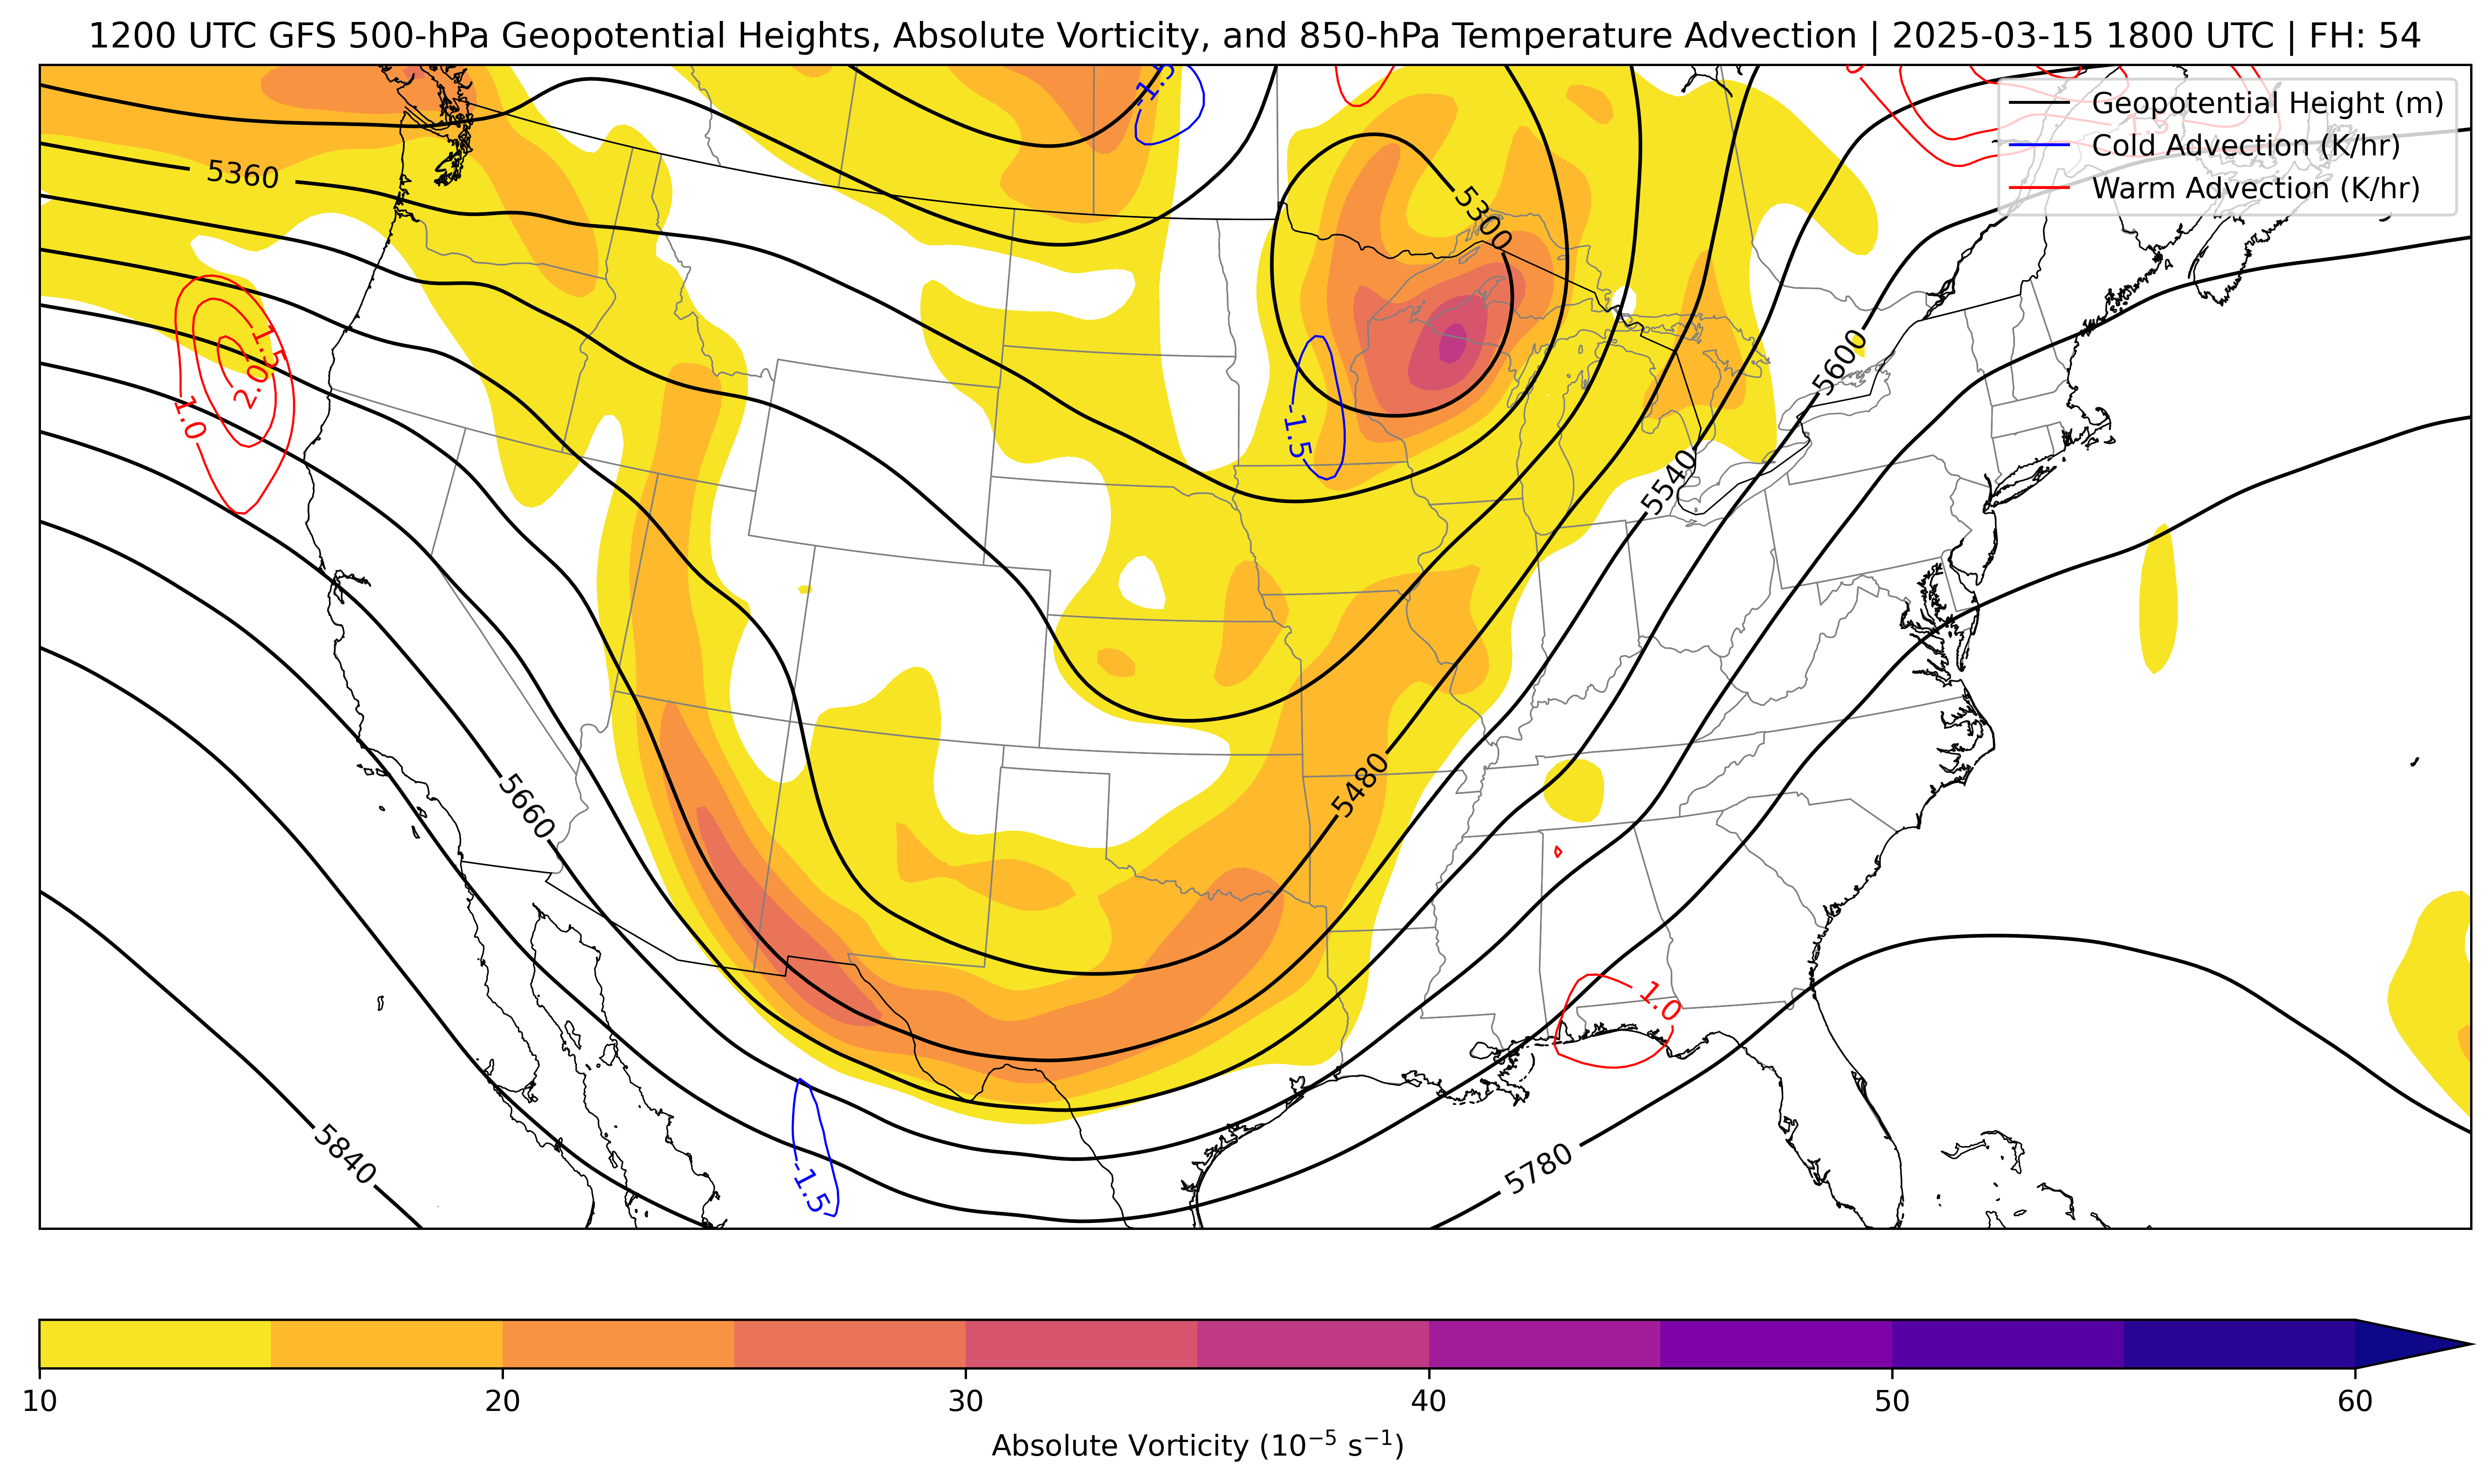 1200 UTC GFS 500-hPa Geopotential Heights, Absolute Vorticity, and 850-hPa Temperature Advection | 2025-03-15 1800 UTC | FH: 54
Geopotential Height (m)
Cold Advection (K/hr)
Warm Advection (K/hr)
-1.5
1.5
5360
5300
1.5
2.0
1.0
5600
-1.5
5540
5480
5660
1.0
5840
-1.5
5780
10 20 30 40 50 60
Absolute Vorticity (10⁻⁵ s⁻¹)